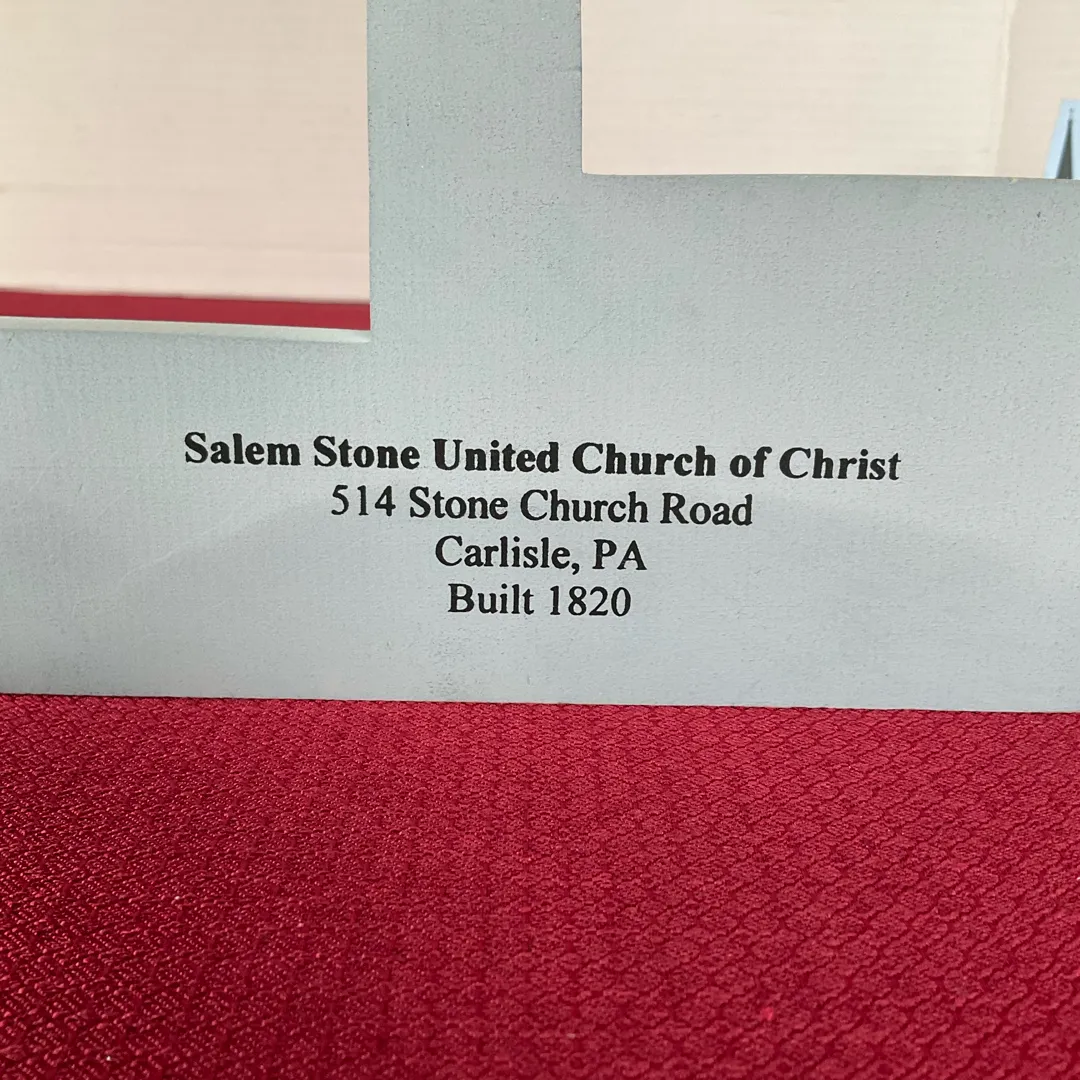 Salem Stone United Church of Christ
514 Stone Church Road
Carlisle, PA
Built 1820